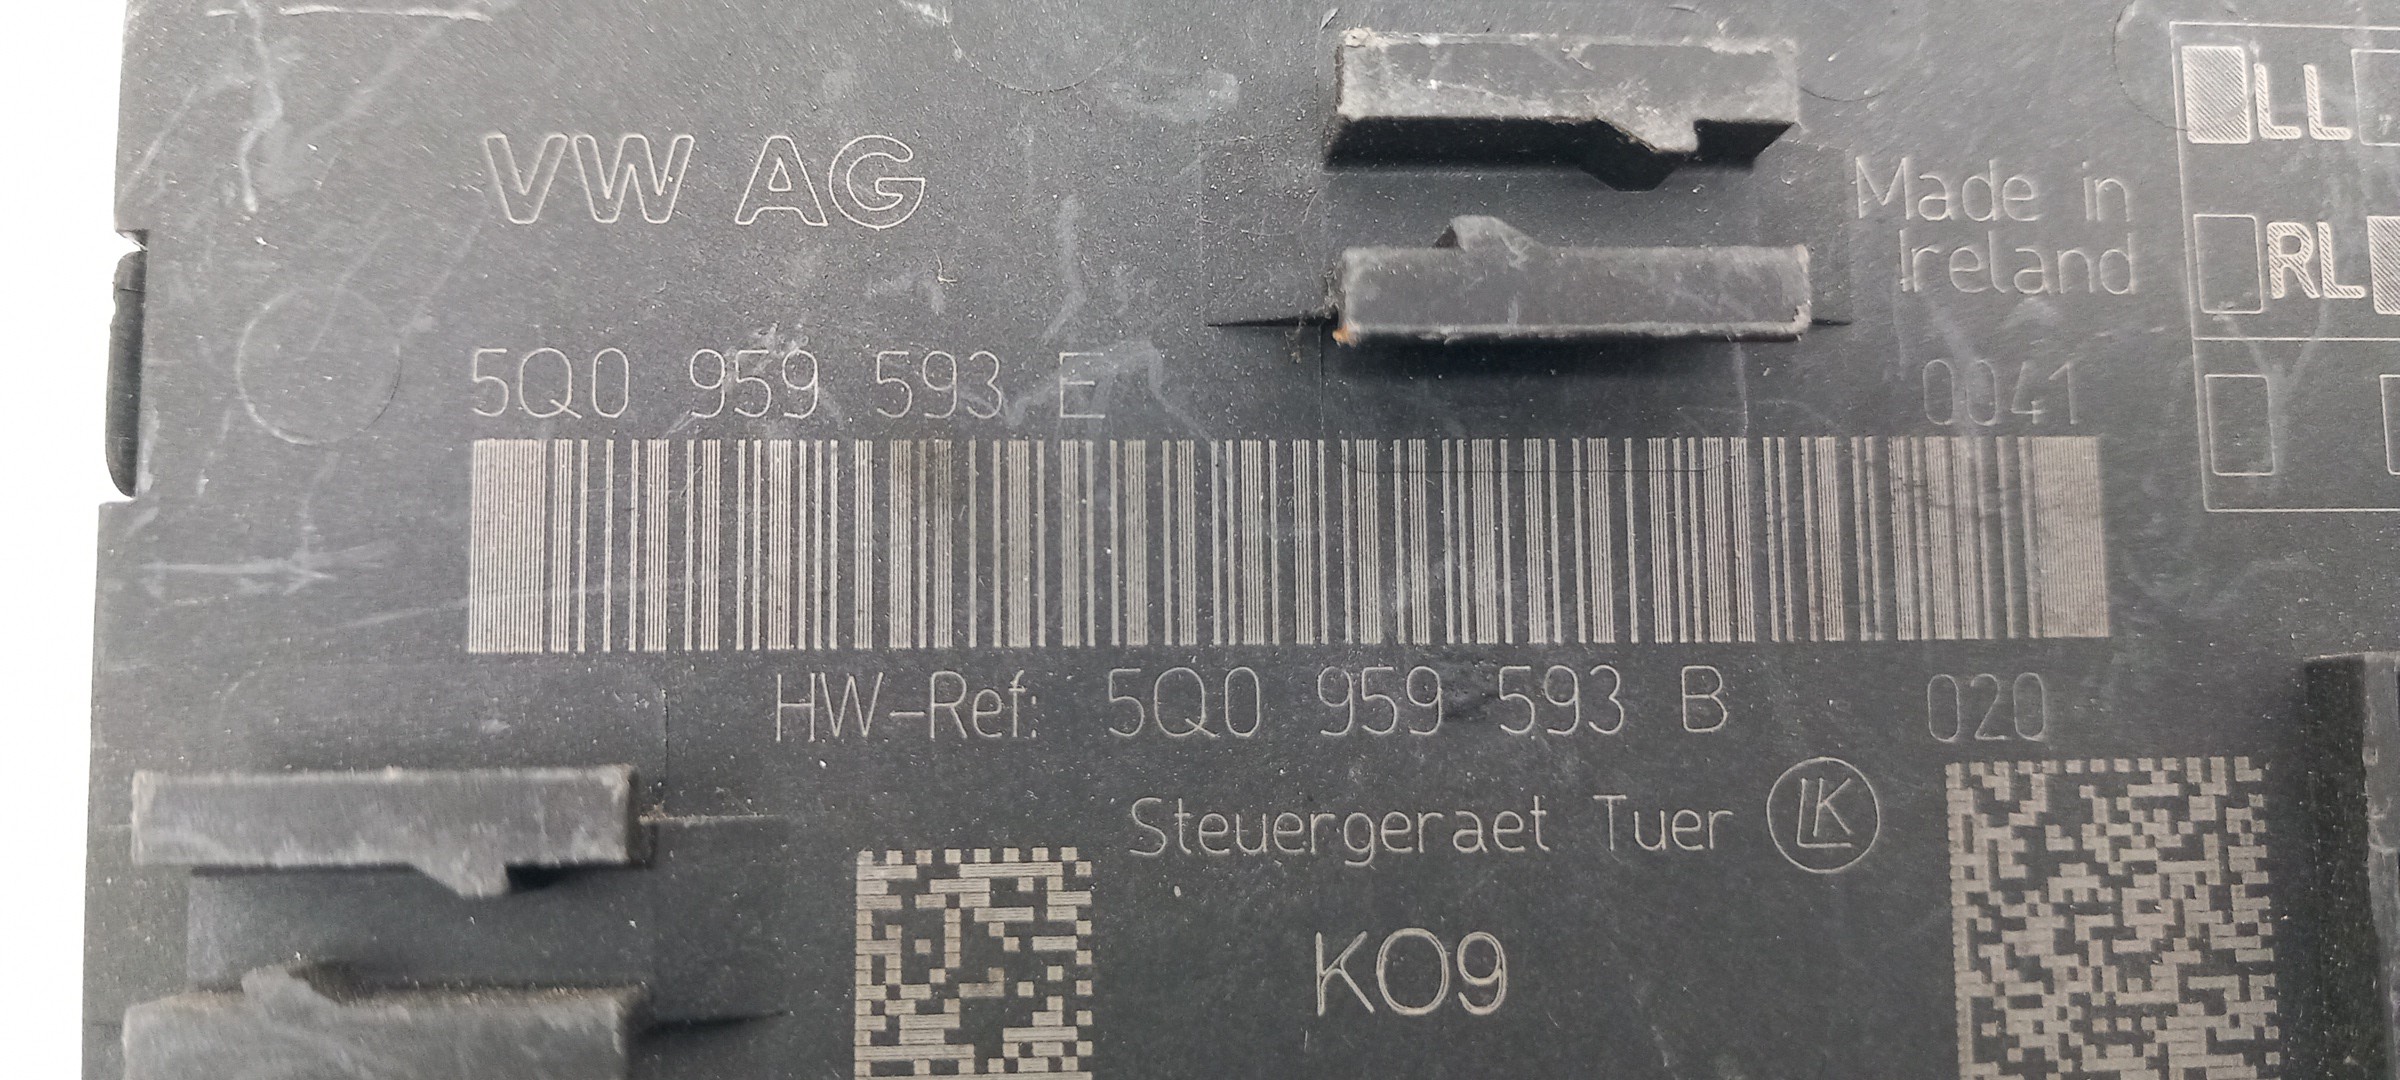 VW AG
Made in
Ireland
LL
RL
5Q0 959 593 E
0041
HW-Ref: 5Q0 959 593 B 020
Steuergeraet Tuer LK
K09